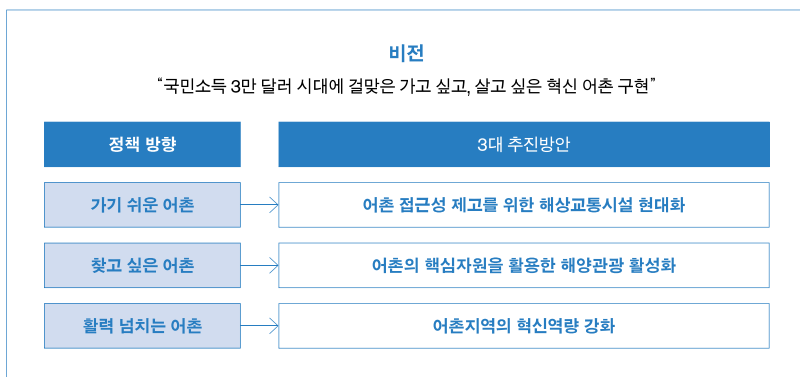 비전
“국민소득 3만 달러 시대에 걸맞은 가고 싶고, 살고 싶은 혁신 어촌 구현”
정책 방향
3대 추진방안
가기 쉬운 어촌
어촌 접근성 제고를 위한 해상교통시설 현대화
찾고 싶은 어촌
어촌의 핵심자원을 활용한 해양관광 활성화
활력 넘치는 어촌
어촌지역의 혁신역량 강화